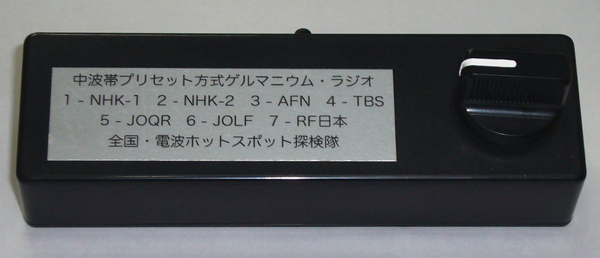 中波帯プリセット方式ゲルマニウム・ラジオ
1 - NHK-1 2 - NHK-2 3 - AFN 4 - TBS
5 - JOQR 6 - JOLF 7 - RF日本
全国・電波ホットスポット探検隊